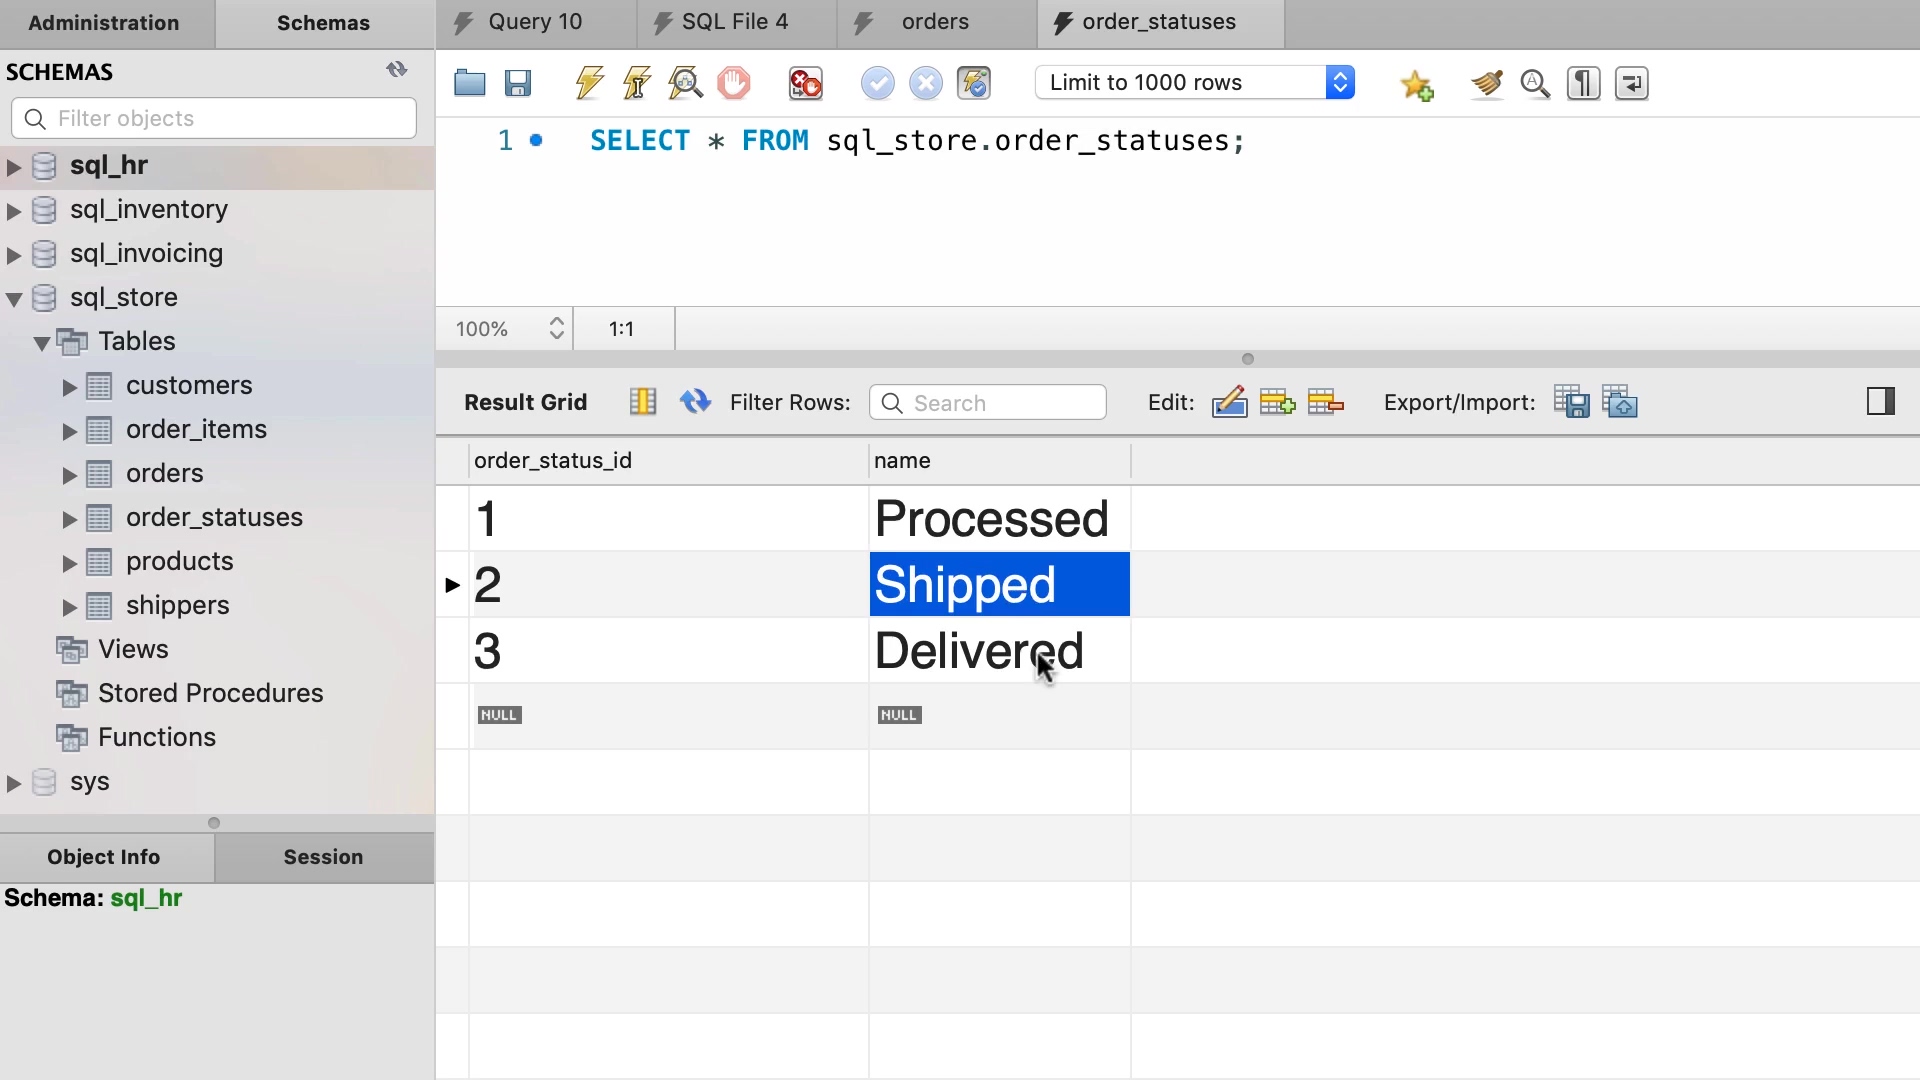 Administration
Schemas
Query 10
SQL File 4
orders
order_statuses
SCHEMAS
Filter objects
Limit to 1000 rows
1
SELECT * FROM sql_store.order_statuses;
sql_hr
sql_inventory
sql_invoicing
sql_store
Tables
customers
order_items
orders
order_statuses
products
shippers
Views
Stored Procedures
Functions
sys
100%
1:1
Result Grid
Filter Rows:
Search
Edit:
Export/Import:
order_status_id name
1 Processed
2 Shipped
3 Delivered
NULL NULL
Object Info
Session
Schema: sql_hr